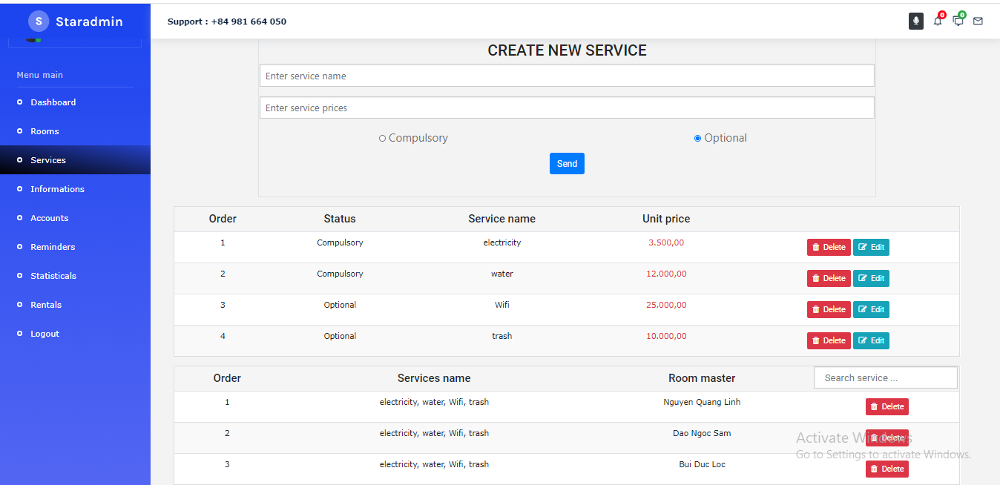 S Staradmin
Support : +84 981 664 050
0 0
Menu main
Dashboard
Rooms
Services
Informations
Accounts
Reminders
Statisticals
Rentals
Logout
CREATE NEW SERVICE
Enter service name
Enter service prices
Compulsory Optional
Send
Order Status Service name Unit price
1 Compulsory electricity 3.500,00 Delete Edit
2 Compulsory water 12.000,00 Delete Edit
3 Optional Wifi 25.000,00 Delete Edit
4 Optional trash 10.000,00 Delete Edit
Order Services name Room master Search service ...
1 electricity, water, Wifi, trash Nguyen Quang Linh Delete
2 electricity, water, Wifi, trash Dao Ngoc Sam Delete
3 electricity, water, Wifi, trash Bui Duc Loc Delete
Activate Windows
Go to Settings to activate Windows.